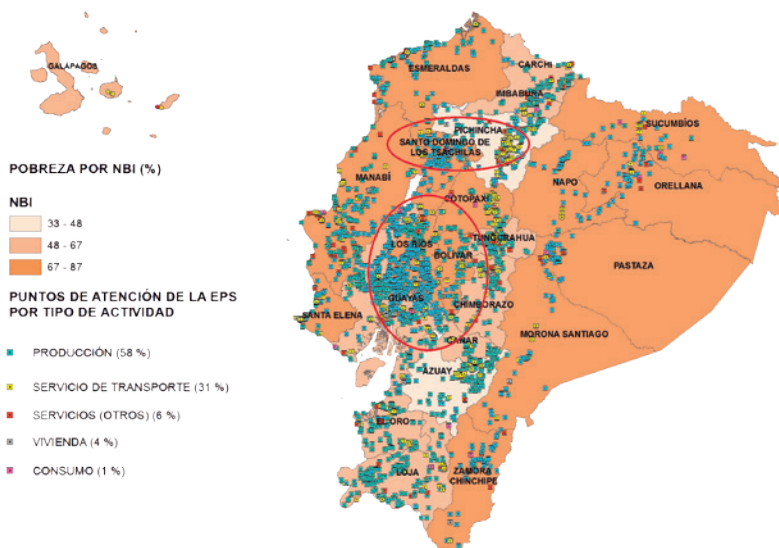 GALÁPAGOS
POBREZA POR NBI (%)
NBI
33 - 48
48 - 67
67 - 87
PUNTOS DE ATENCIÓN DE LA EPS
POR TIPO DE ACTIVIDAD
PRODUCCIÓN (58 %)
SERVICIO DE TRANSPORTE (31 %)
SERVICIOS (OTROS) (6 %)
VIVIENDA (4 %)
CONSUMO (1 %)
ESMERALDAS
CARCHI
IMBABURA
SUCUMBÍOS
PICHINCHA
SANTO DOMINGO DE
LOS TSÁCHILAS
MANABÍ
NAPO
ORELLANA
COTOPAXI
TUNGURAHUA
LOS RÍOS
BOLÍVAR
PASTAZA
GUAYAS
CHIMBORAZO
SANTA ELENA
MORONA SANTIAGO
CAÑAR
AZUAY
EL ORO
LOJA
ZAMORA
CHINCHIPE